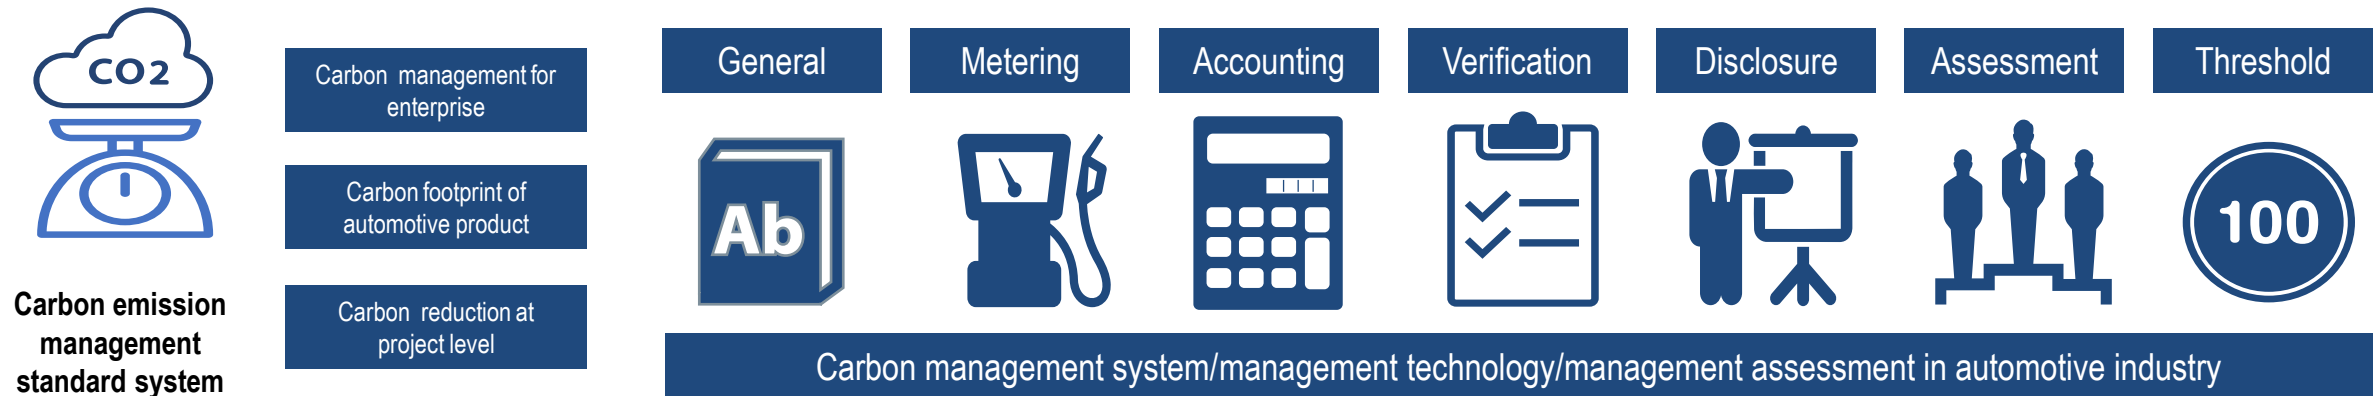 CO2
Carbon emission
management
standard system
Carbon management for
enterprise
Carbon footprint of
automotive product
Carbon reduction at
project level
General
Metering
Accounting
Verification
Disclosure
Assessment
Threshold
Ab
100
Carbon management system/management technology/management assessment in automotive industry